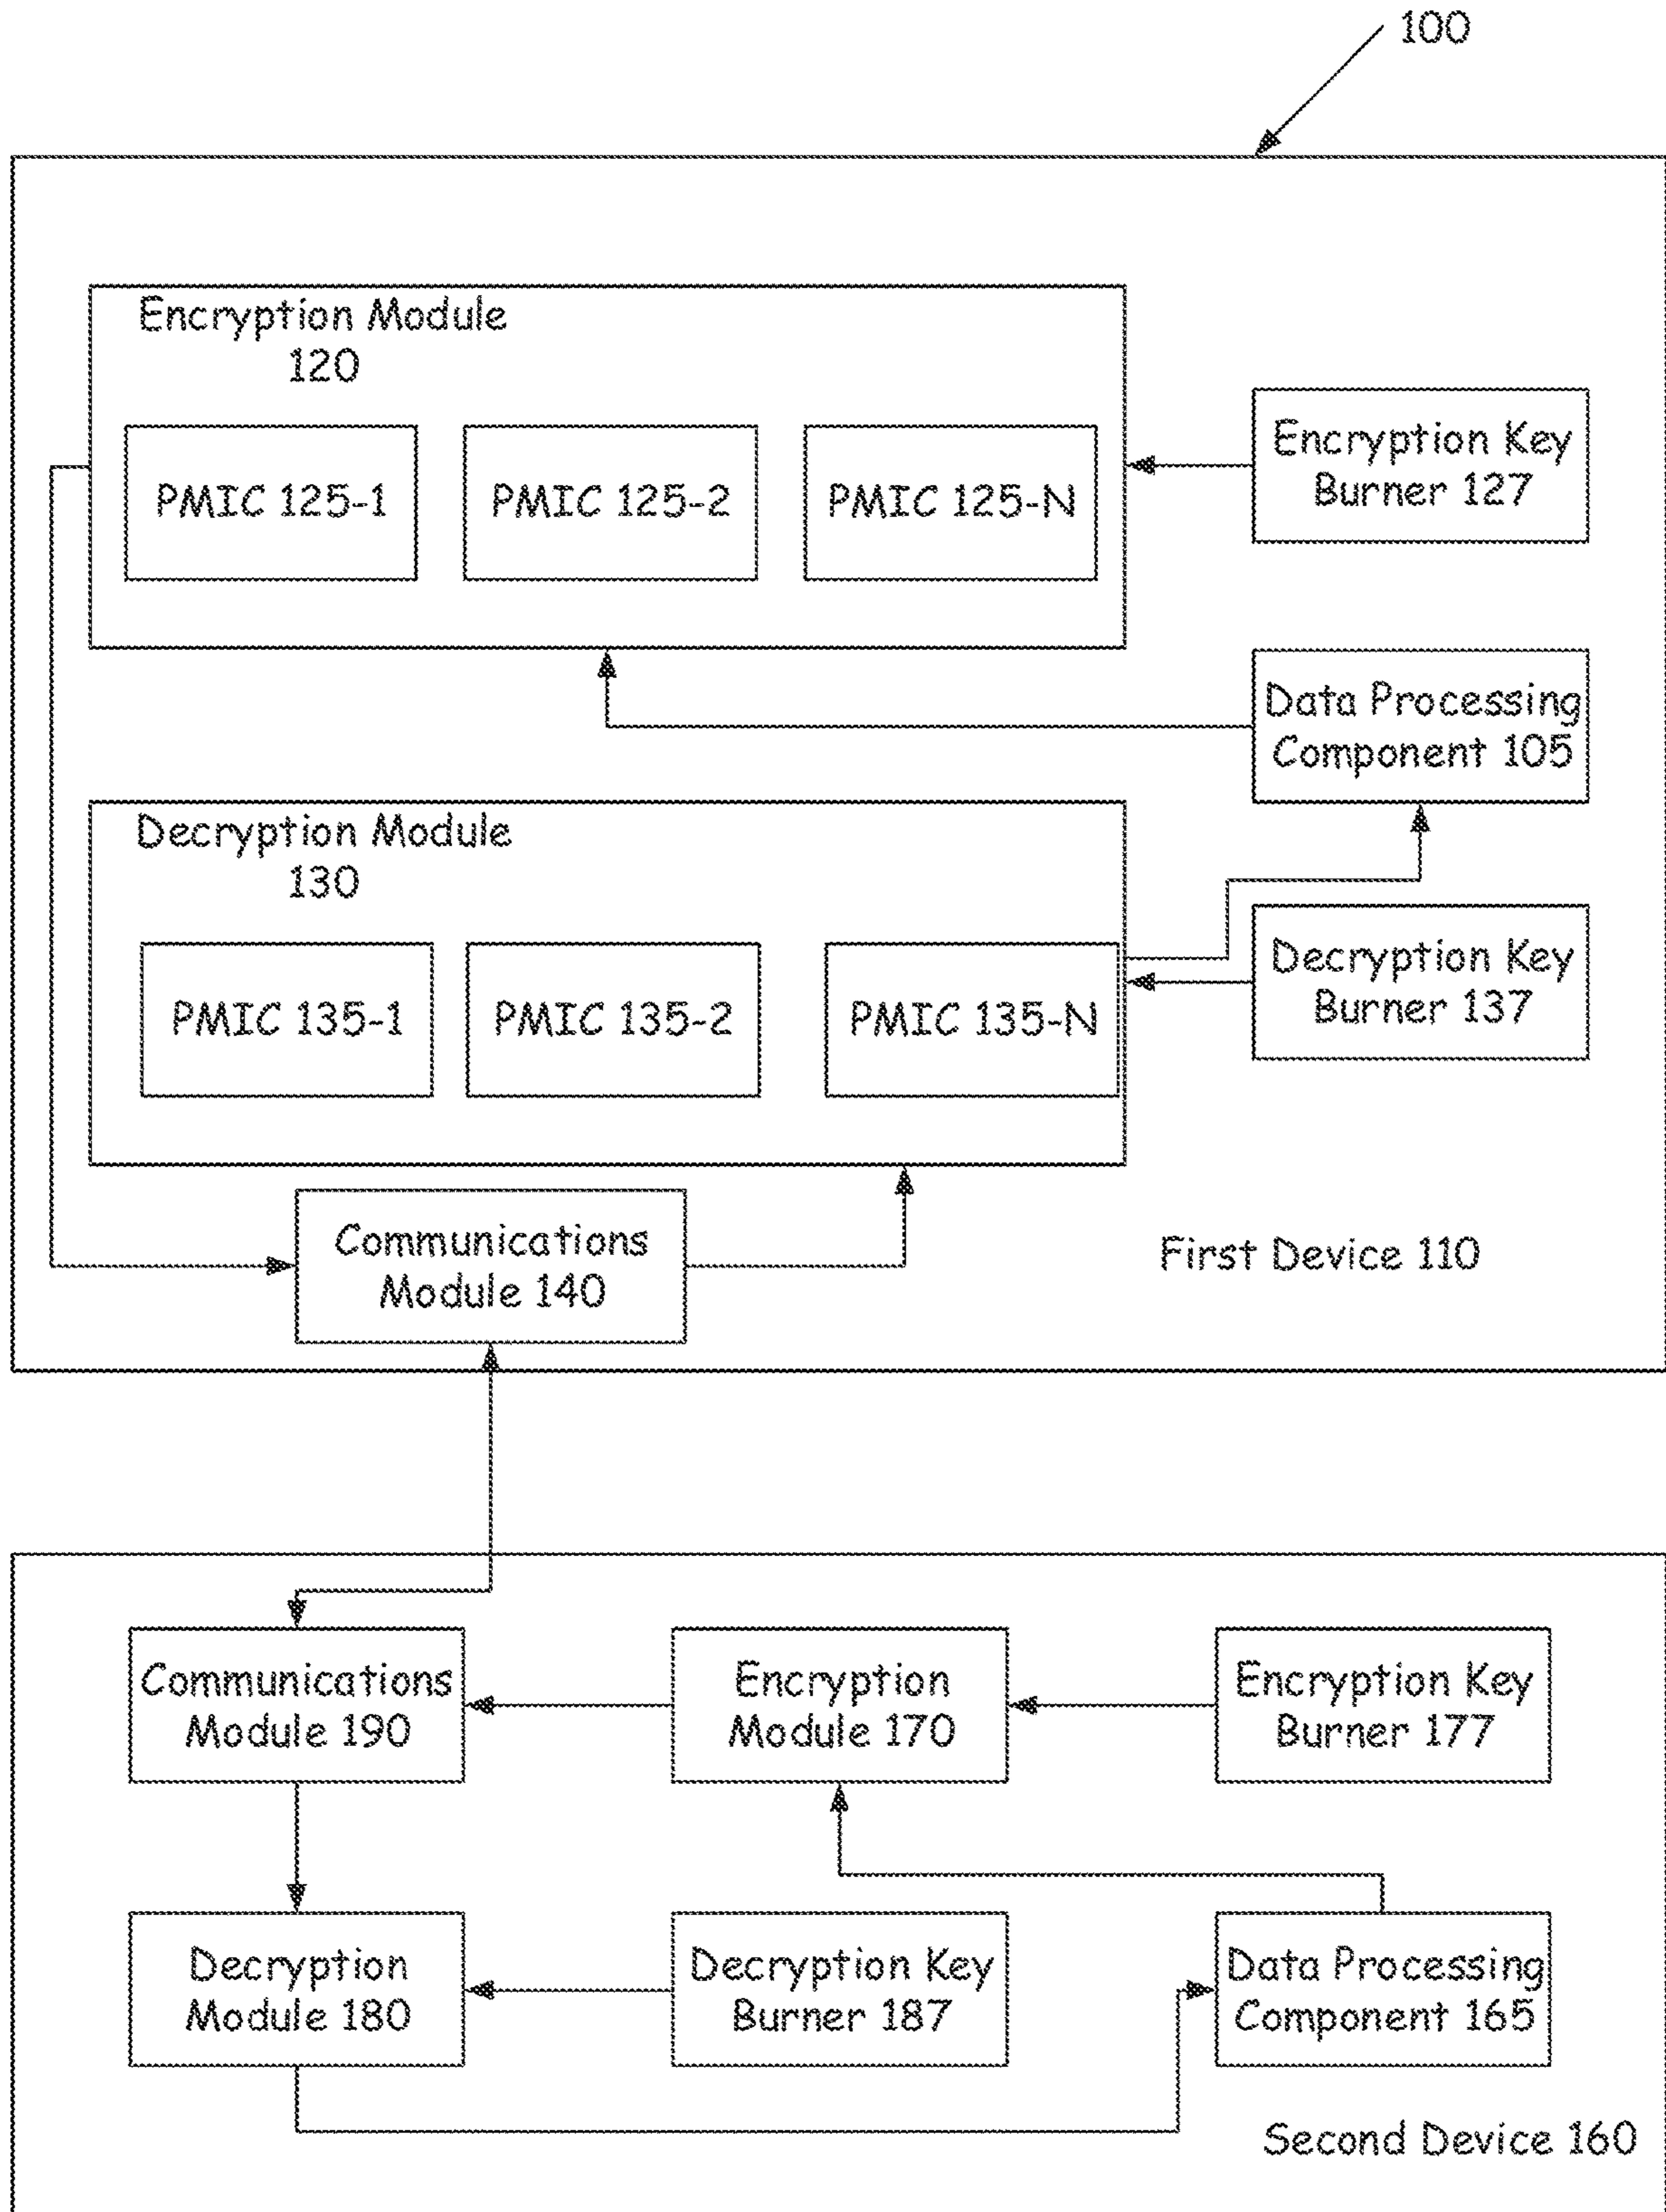 100
Encryption Module
120
PMIC 125-1
PMIC 125-2
PMIC 125-N
Encryption Key
Burner 127
Data Processing
Component 105
Decryption Module
130
PMIC 135-1
PMIC 135-2
PMIC 135-N
Decryption Key
Burner 137
Communications
Module 140
First Device 110
Communications
Module 190
Encryption
Module 170
Encryption Key
Burner 177
Decryption
Module 180
Decryption Key
Burner 187
Data Processing
Component 165
Second Device 160